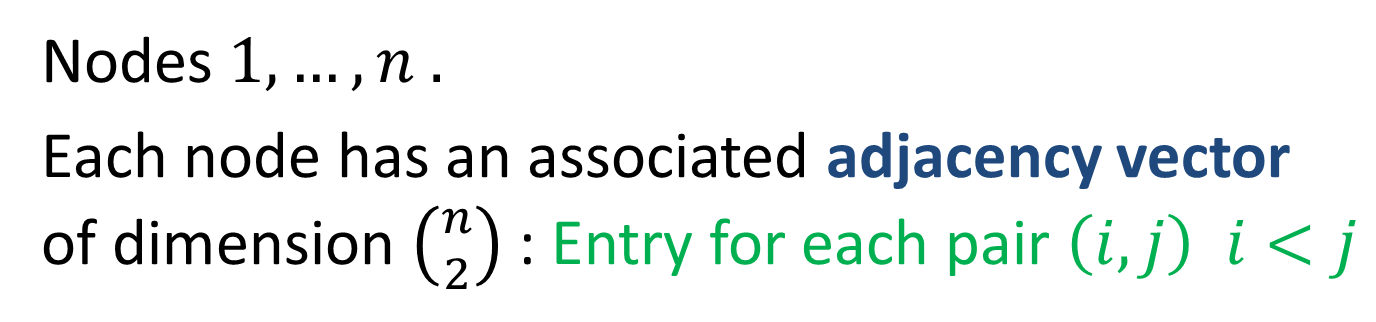 Nodes 1, … , n .
Each node has an associated adjacency vector
of dimension (n 2) : Entry for each pair (i, j) i < j